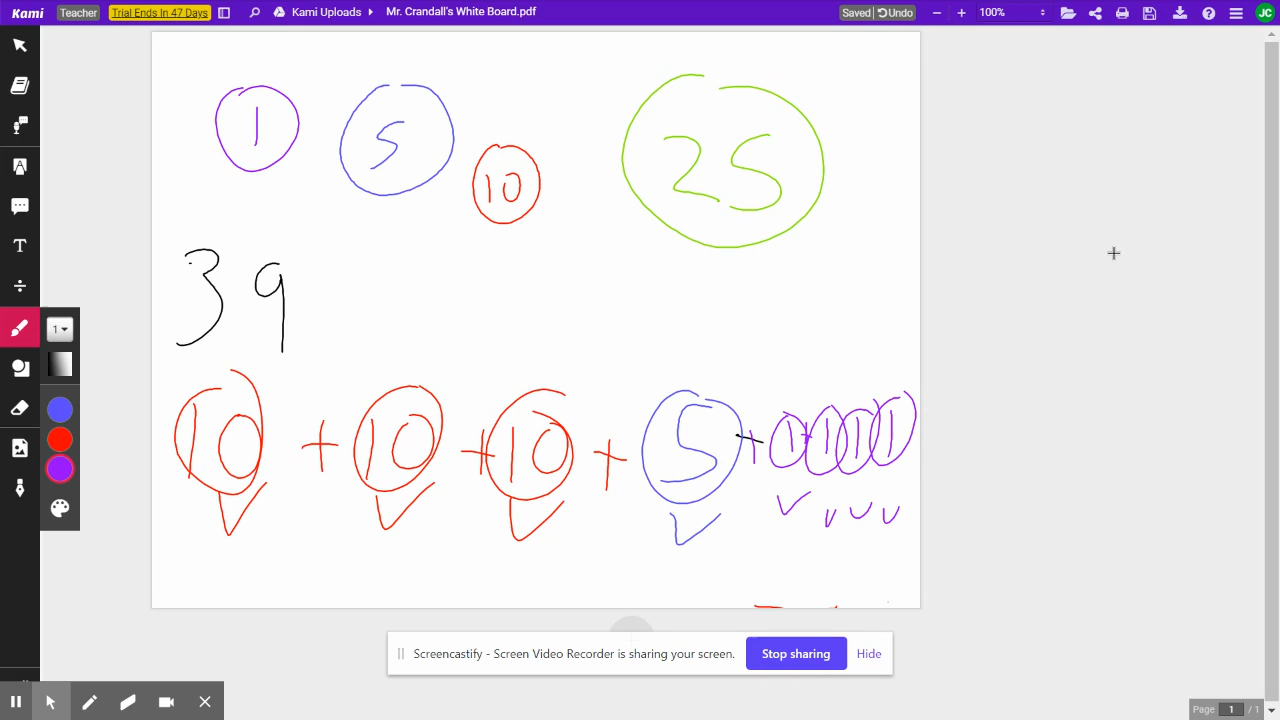 Kami Teacher Trial Ends In 47 Days Kami Uploads Mr. Crandall's White Board.pdf Saved Undo 100% JC
1 5 10 25
39
10 + 10 + 10 + 5 + 1 + 1 1 1
Screencastify - Screen Video Recorder is sharing your screen. Stop sharing Hide
Page 1 / 1